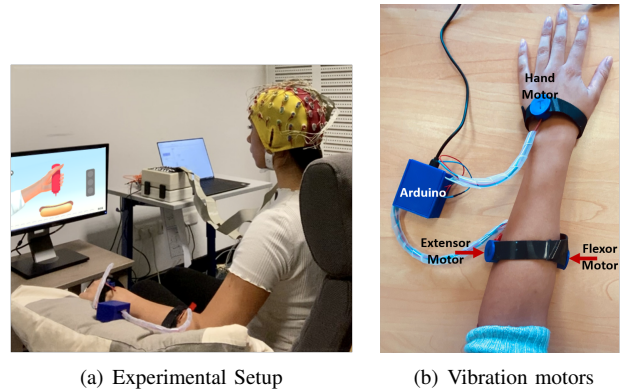 Hand
Motor
Arduino
Extensor
Motor
Flexor
Motor
(a) Experimental Setup
(b) Vibration motors